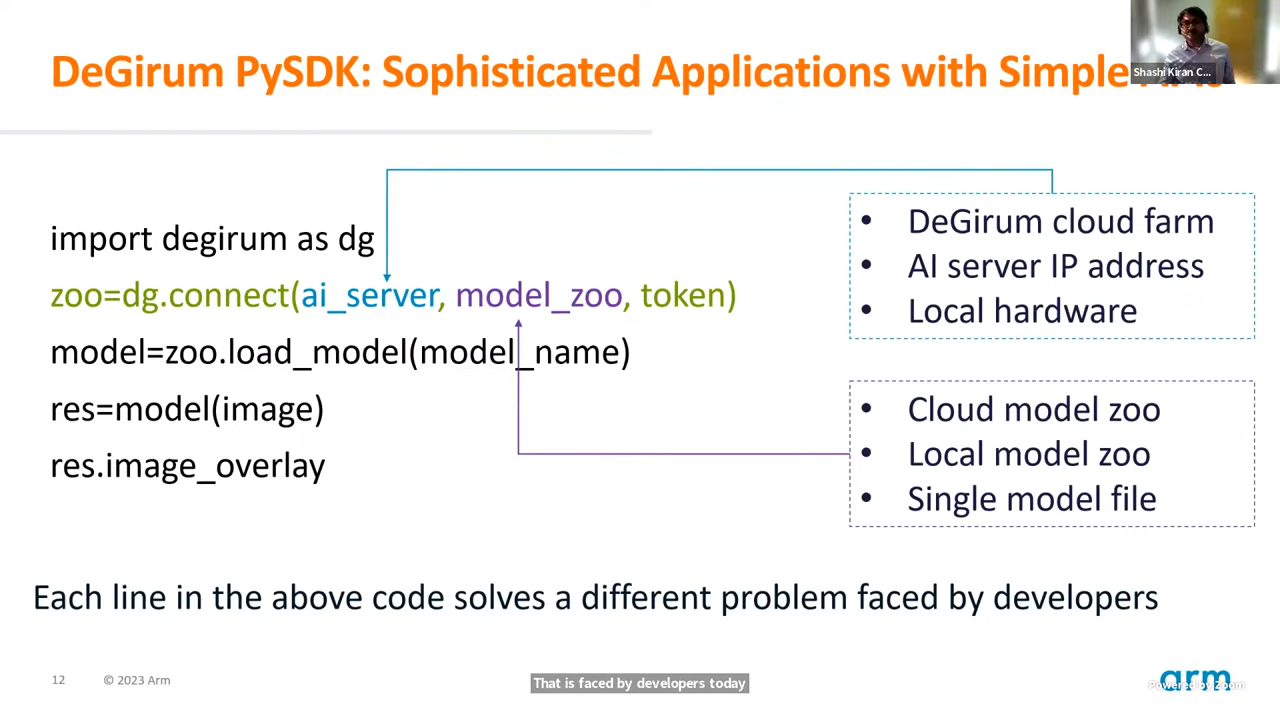 DeGirum PySDK: Sophisticated Applications with Simple
Shashi Kiran C...
import degirum as dg
zoo=dg.connect(ai_server, model_zoo, token)
model=zoo.load_model(model_name)
res=model(image)
res.image_overlay
• DeGirum cloud farm
• AI server IP address
• Local hardware
• Cloud model zoo
• Local model zoo
• Single model file
Each line in the above code solves a different problem faced by developers
12 © 2023 Arm
That is faced by developers today
arm
Powered by Zoom